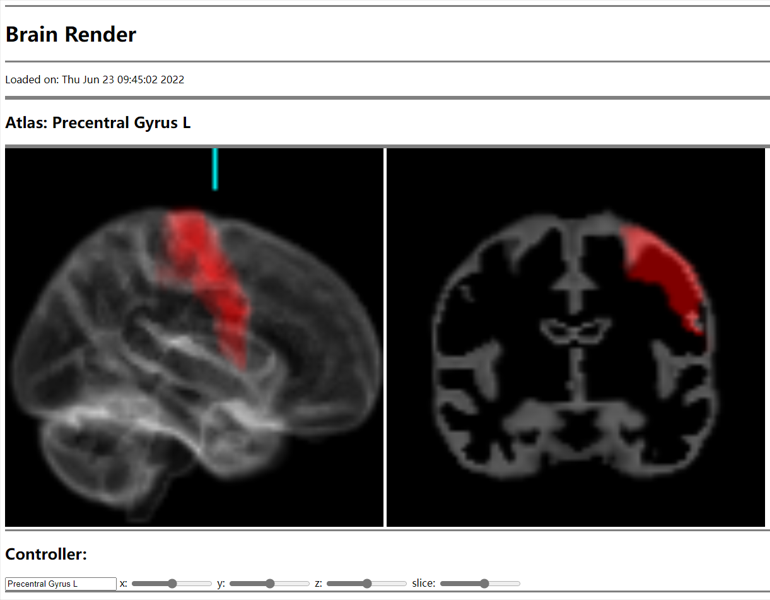 Brain Render
Loaded on: Thu Jun 23 09:45:02 2022
Atlas: Precentral Gyrus L
Controller:
Precentral Gyrus L x: y: z: slice: